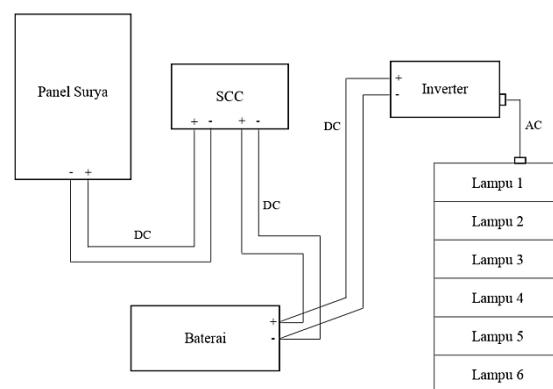 Panel Surya
- +
SCC
+ - + -
DC
DC
Baterai
+
-
DC
+
-
Inverter
AC
Lampu 1
Lampu 2
Lampu 3
Lampu 4
Lampu 5
Lampu 6